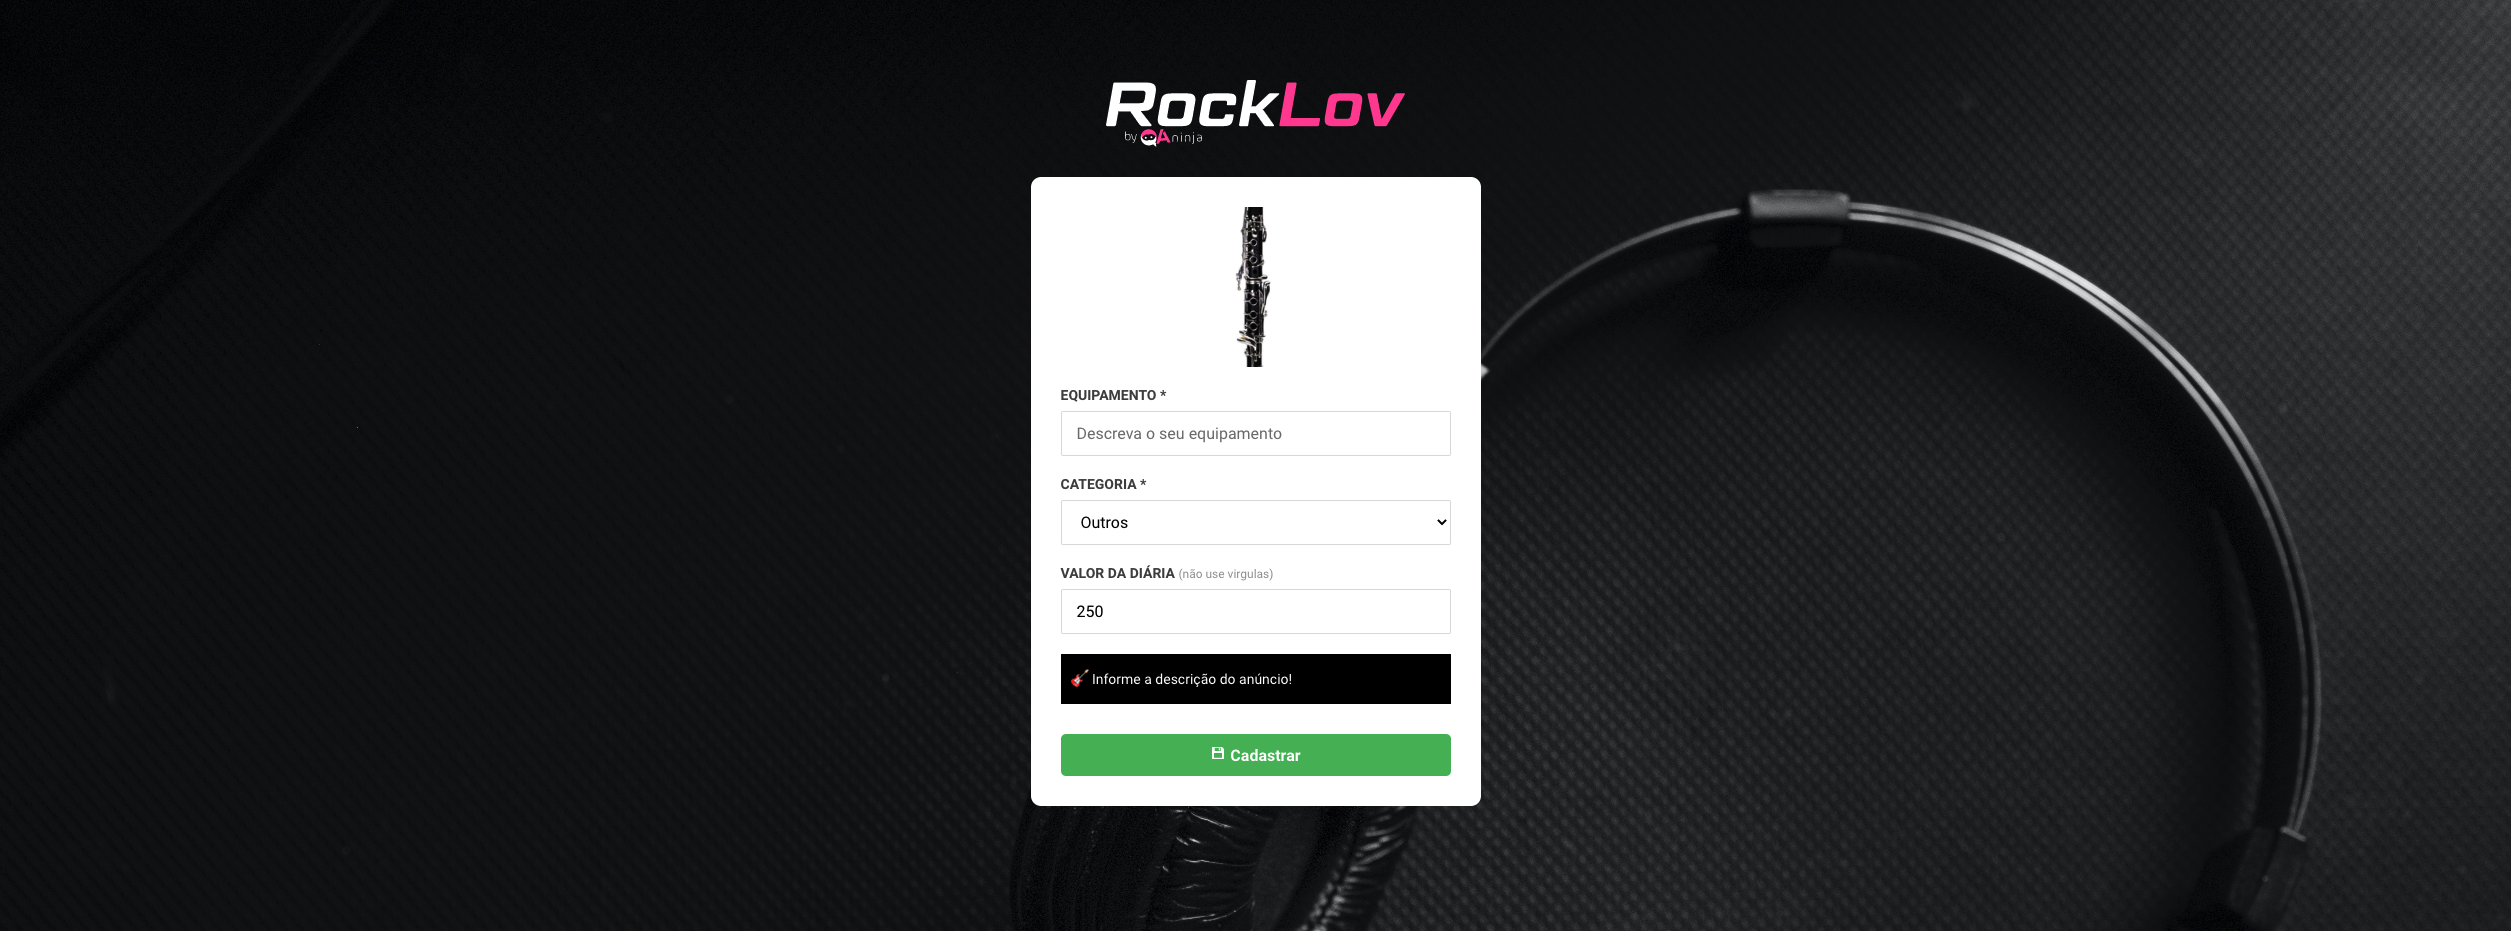 RockLov
by QAninja
EQUIPAMENTO *
Descreva o seu equipamento
CATEGORIA *
Outros
VALOR DA DIÁRIA (não use virgulas)
250
Informe a descrição do anúncio!
Cadastrar